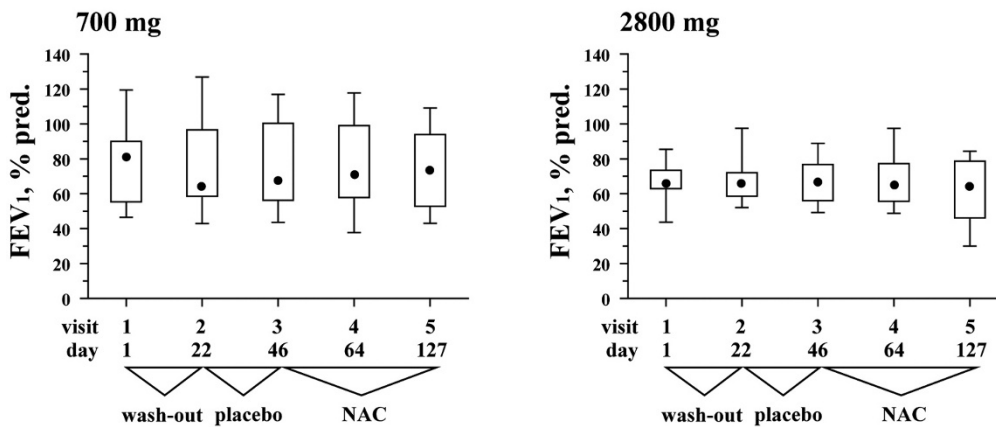 700 mg
FEV1, % pred.
140
120
100
80
60
40
20
0
visit 1 2 3 4 5
day 1 22 46 64 127
wash-out placebo NAC
2800 mg
FEV1, % pred.
140
120
100
80
60
40
20
0
1 2 3 4 5
visit
day 1 22 46 64 127
wash-out placebo NAC